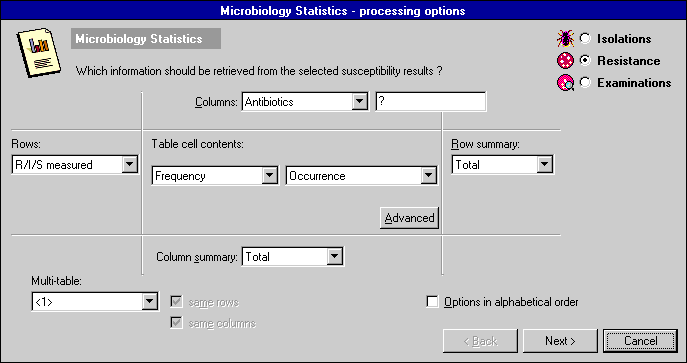 Microbiology Statistics - processing options
Microbiology Statistics
Isolations
Resistance
Examinations
Which information should be retrieved from the selected susceptibility results ?
Columns: Antibiotics ?
Rows:
R/I/S measured
Table cell contents:
Frequency Occurrence
Row summary:
Total
Advanced
Column summary: Total
Multi-table:
<1>
same rows
same columns
Options in alphabetical order
< Back Next > Cancel